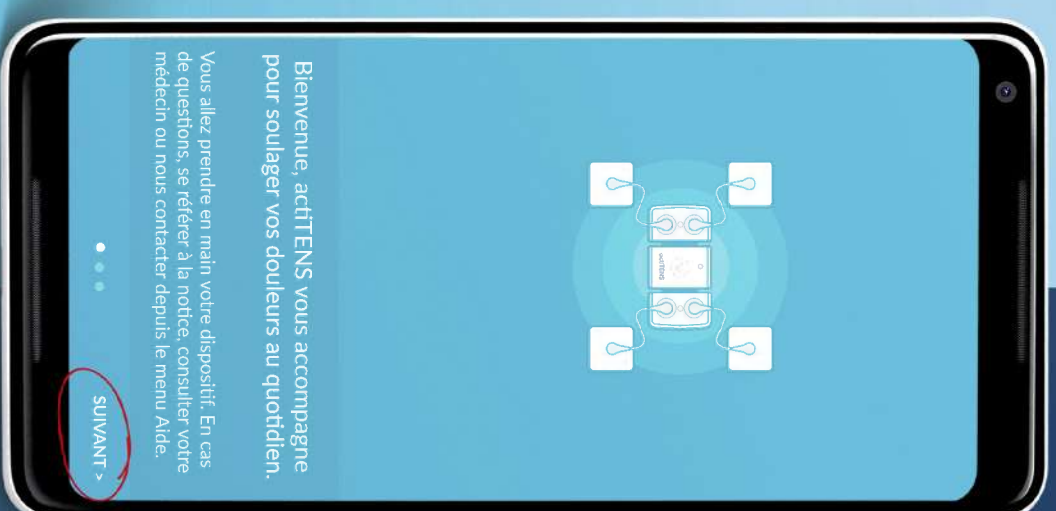 actiTENS
Bienvenue, actiTENS vous accompagne
pour soulager vos douleurs au quotidien.
Vous allez prendre en main votre dispositif. En cas
de questions, se référer à la notice, consulter votre
médecin ou nous contacter depuis le menu Aide.
SUIVANT >